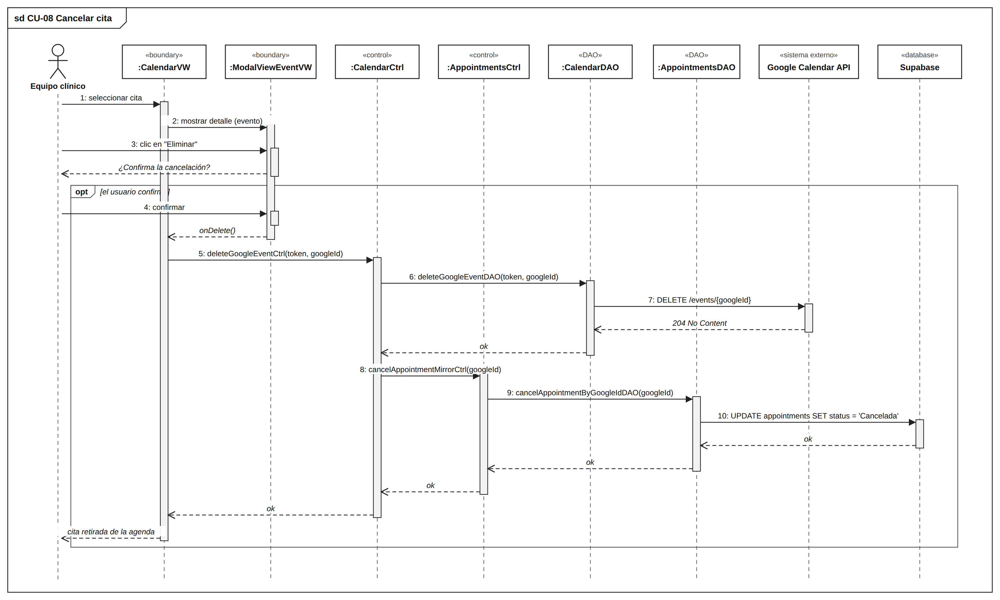 sd CU-08 Cancelar cita
«boundary»
:CalendarVW
«boundary»
:ModalViewEventVW
«control»
:CalendarCtrl
«control»
:AppointmentsCtrl
«DAO»
:CalendarDAO
«DAO»
:AppointmentsDAO
«sistema externo»
Google Calendar API
«database»
Supabase
Equipo clínico
1: seleccionar cita
2: mostrar detalle (evento)
3: clic en "Eliminar"
¿Confirma la cancelación?
opt
[el usuario confirm]
4: confirmar
onDelete()
5: deleteGoogleEventCtrl(token, googleId)
6: deleteGoogleEventDAO(token, googleId)
7: DELETE /events/{googleId}
204 No Content
ok
8: cancelAppointmentMirrorCtrl(googleId)
9: cancelAppointmentByGoogleIdDAO(googleId)
10: UPDATE appointments SET status = 'Cancelada'
ok
ok
ok
ok
cita retirada de la agenda